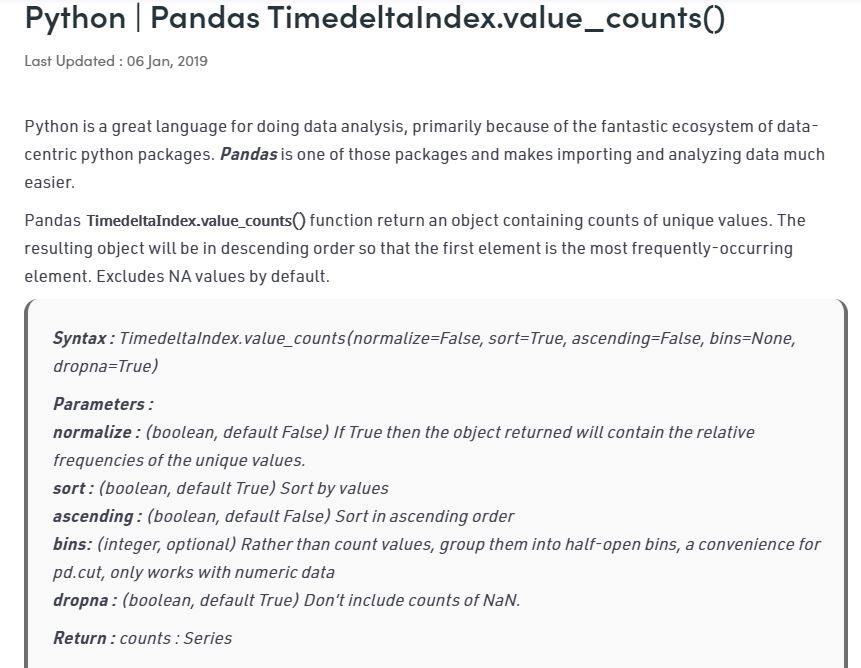 Python | Pandas TimedeltaIndex.value_counts()
Last Updated : 06 Jan, 2019
Python is a great language for doing data analysis, primarily because of the fantastic ecosystem of data-
centric python packages. Pandas is one of those packages and makes importing and analyzing data much
easier.
Pandas TimedeltaIndex.value_counts() function return an object containing counts of unique values. The
resulting object will be in descending order so that the first element is the most frequently-occurring
element. Excludes NA values by default.
Syntax : TimedeltaIndex.value_counts(normalize=False, sort=True, ascending=False, bins=None,
dropna=True)
Parameters :
normalize : (boolean, default False) If True then the object returned will contain the relative
frequencies of the unique values.
sort : (boolean, default True) Sort by values
ascending : (boolean, default False) Sort in ascending order
bins: (integer, optional) Rather than count values, group them into half-open bins, a convenience for
pd.cut, only works with numeric data
dropna : (boolean, default True) Don't include counts of NaN.
Return : counts : Series